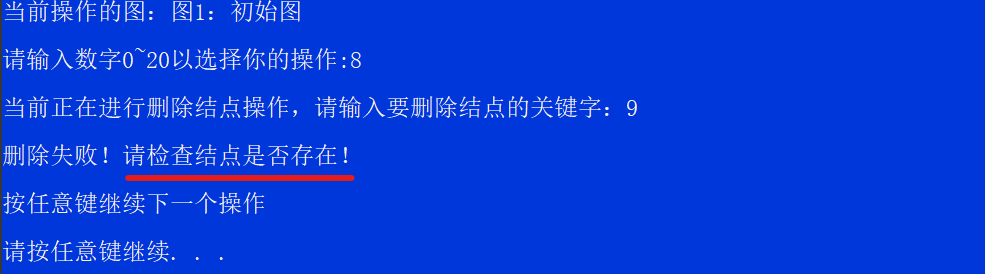 当前操作的图：图1：初始图
请输入数字0~20以选择你的操作:8
当前正在进行删除结点操作，请输入要删除结点的关键字：9
删除失败！请检查结点是否存在！
按任意键继续下一个操作
请按任意键继续. . .